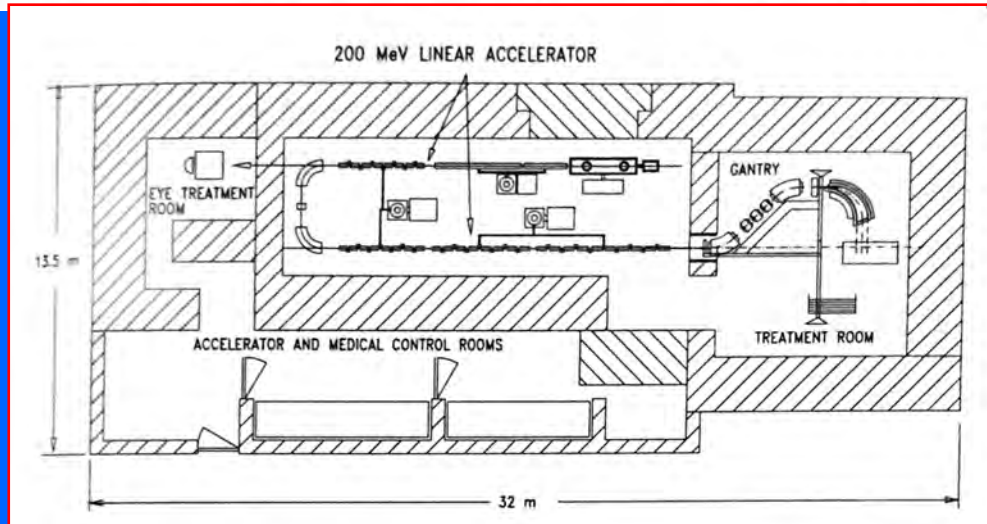 200 MeV LINEAR ACCELERATOR
EYE TREATMENT
ROOM
GANTRY
13.5 m
TREATMENT ROOM
ACCELERATOR AND MEDICAL CONTROL ROOMS
32 m